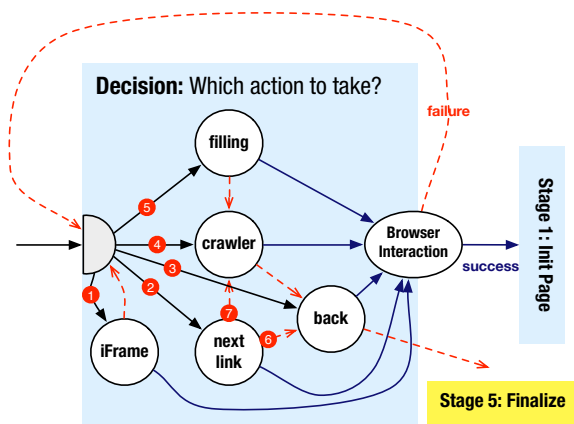 Decision: Which action to take?
failure
filling
5
4
crawler
Browser
Interaction
success
Stage 1: Init Page
3
1
2
7
back
iFrame
next
link
6
Stage 5: Finalize